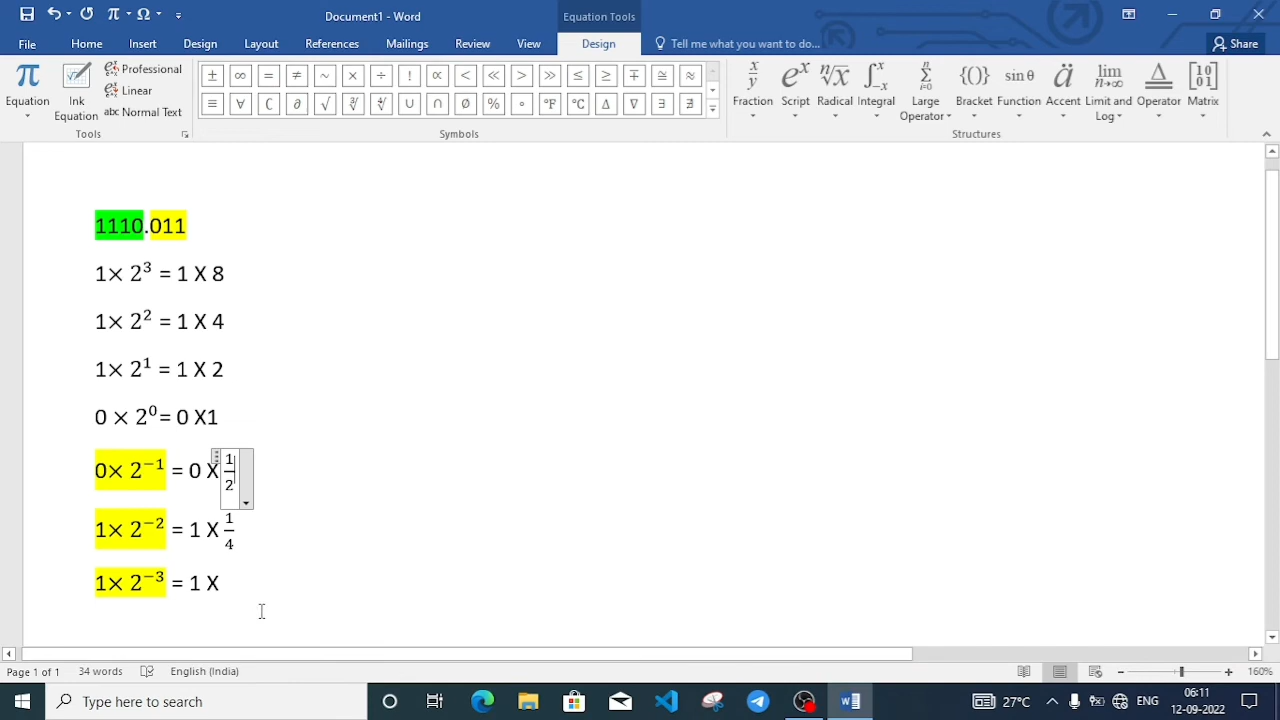 Document1 - Word
Equation Tools
File Home Insert Design Layout References Mailings Review View Design Tell me what you want to do... Share
Equation
Ink Equation
Professional
Linear
abc Normal Text
± ∞ = ≠ ~ × ÷ ! ∝ < ≪ > ≫ ≤ ≥ ∓ ≅ ≈
≡ ∀ ∁ ∂ √ ∛ ∜ ∪ ∩ ∅ % ° °F °C ∆ ∇ ∃ ∄
Fraction Script Radical Integral Large Operator Bracket Function Accent Limit and Log Operator Matrix
Tools Symbols Structures
1110.011
1× 2³ = 1 X 8
1× 2² = 1 X 4
1× 2¹ = 1 X 2
0 × 2⁰= 0 X1
0× 2⁻¹ = 0 X 1/2
1× 2⁻² = 1 X 1/4
1× 2⁻³ = 1 X
Page 1 of 1 34 words English (India) 160%
Type here to search
27°C ENG 06:11
12-09-2022